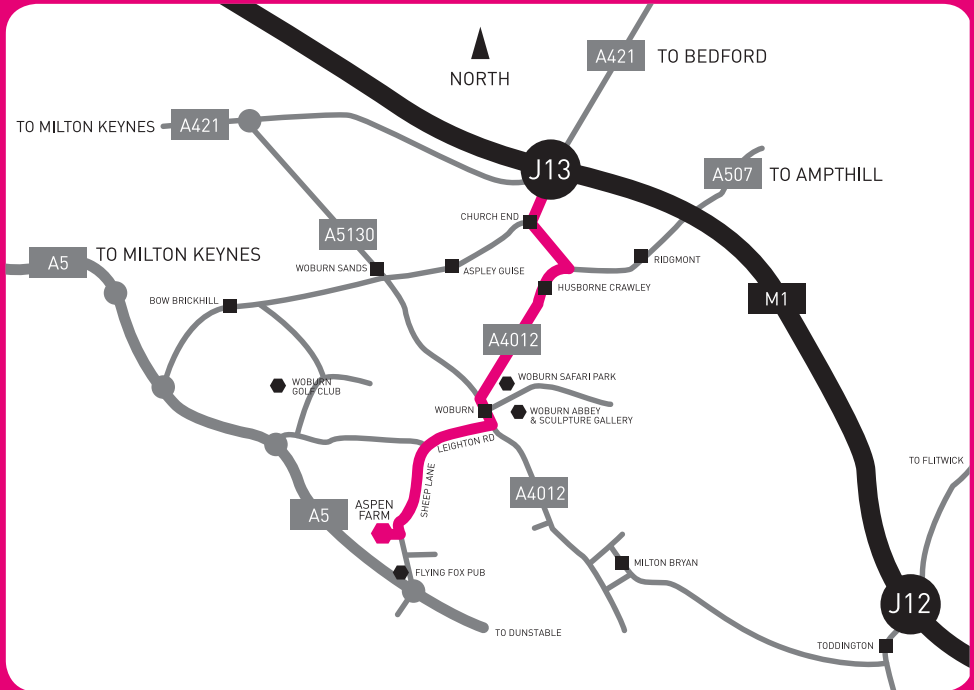 A421
TO BEDFORD
NORTH
TO MILTON KEYNES
A421
J13
A507
TO AMPTHILL
CHURCH END
A5130
A5
TO MILTON KEYNES
WOBURN SANDS
ASPLEY GUISE
RIDGMONT
HUSBORNE CRAWLEY
BOW BRICKHILL
M1
A4012
WOBURN SAFARI PARK
WOBURN
GOLF CLUB
WOBURN
WOBURN ABBEY
& SCULPTURE GALLERY
LEIGHTON RD
TO FLITWICK
SHEEP LANE
A4012
ASPEN
FARM
A5
MILTON BRYAN
FLYING FOX PUB
J12
TO DUNSTABLE
TODDINGTON